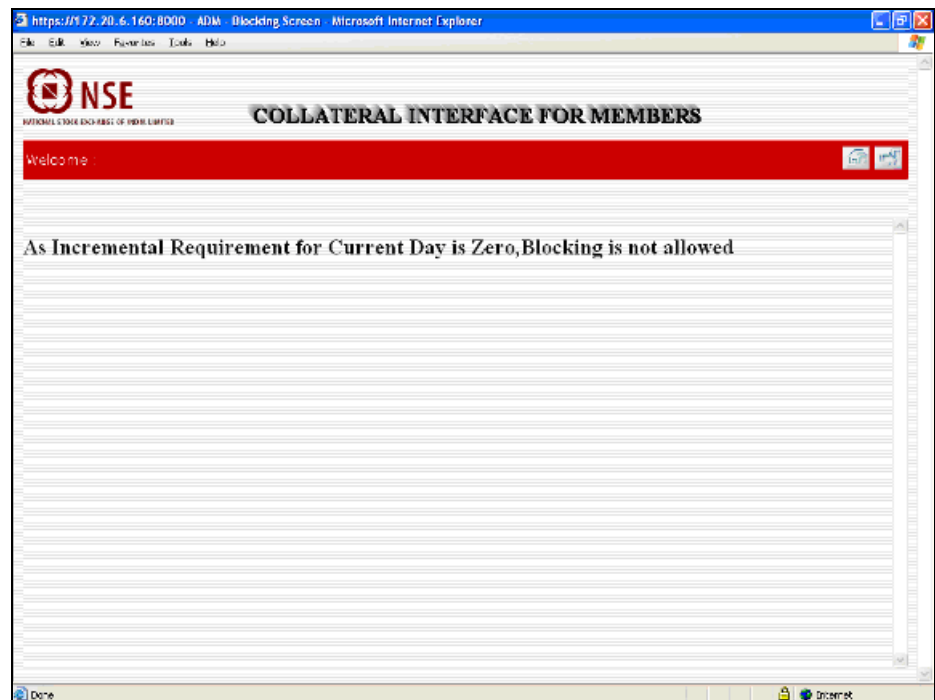 https://172.20.6.160:8000 - ADM - Blocking Screen - Microsoft Internet Explorer
File Edit View Favorites Tools Help
NSE
NATIONAL STOCK EXCHANGE OF INDIA LIMITED
COLLATERAL INTERFACE FOR MEMBERS
Welcome :
As Incremental Requirement for Current Day is Zero,Blocking is not allowed
Done
Internet